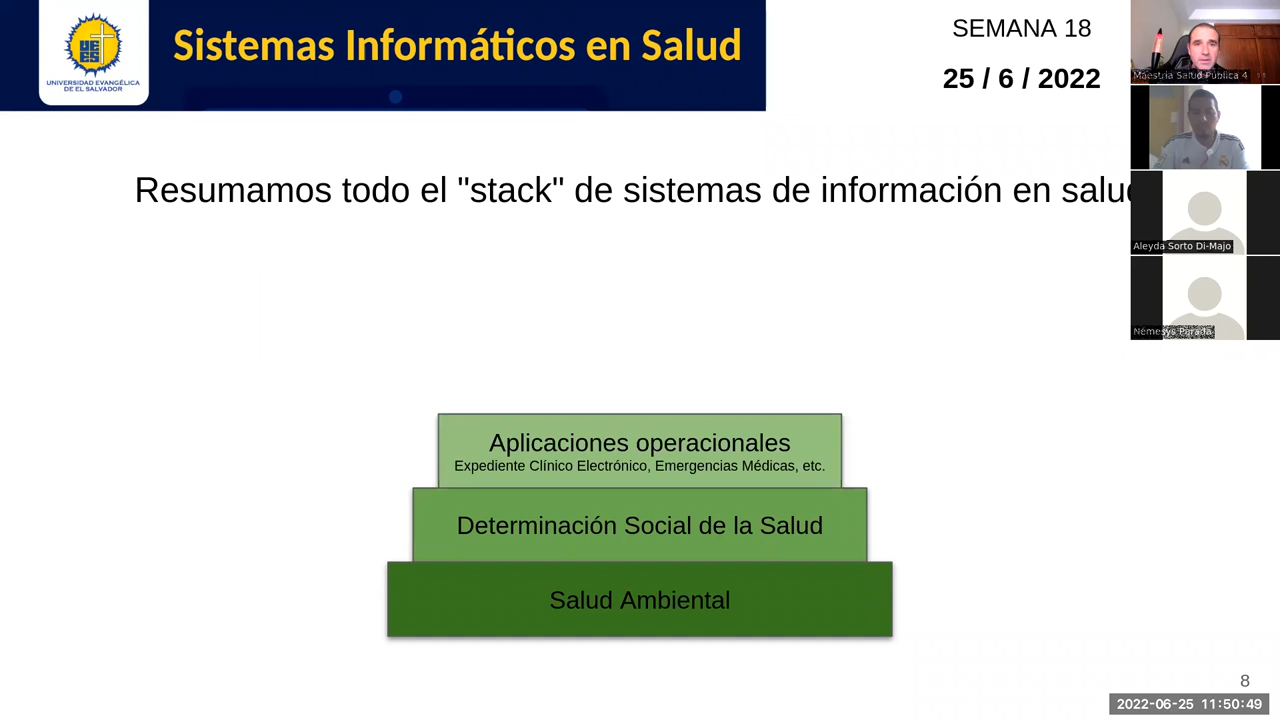 UNIVERSIDAD EVANGÉLICA
DE EL SALVADOR
Sistemas Informáticos en Salud
SEMANA 18
25 / 6 / 2022
Maestría Salud Pública 4
Resumamos todo el "stack" de sistemas de información en salud
Aleyda Sorto Di-Majo
Némesys Parada
Aplicaciones operacionales
Expediente Clínico Electrónico, Emergencias Médicas, etc.
Determinación Social de la Salud
Salud Ambiental
8
2022-06-25 11:50:49